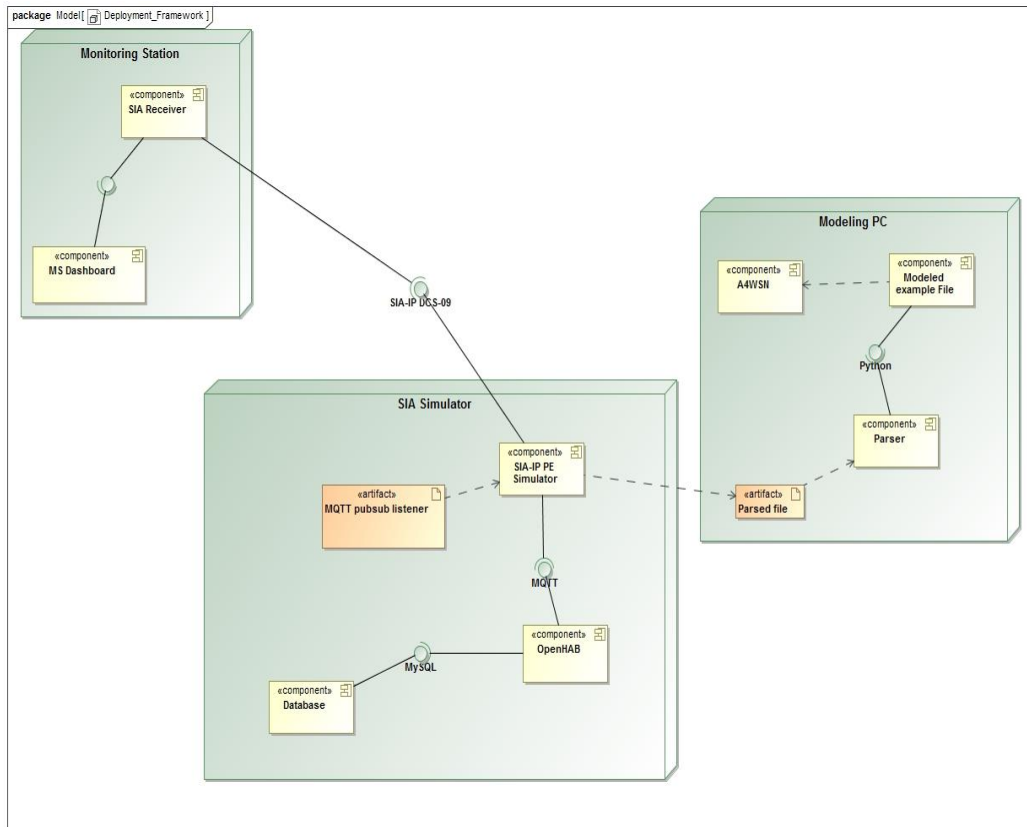 package Model[ Deployment_Framework ]
Monitoring Station
«component»
SIA Receiver
«component»
MS Dashboard
SIA-IP DCS-09
Modeling PC
«component»
A4WSN
«component»
Modeled
example File
Python
«component»
Parser
«artifact»
Parsed file
SIA Simulator
«component»
SIA-IP PE
Simulator
«artifact»
MQTT pubsub listener
MQTT
«component»
OpenHAB
MySQL
«component»
Database